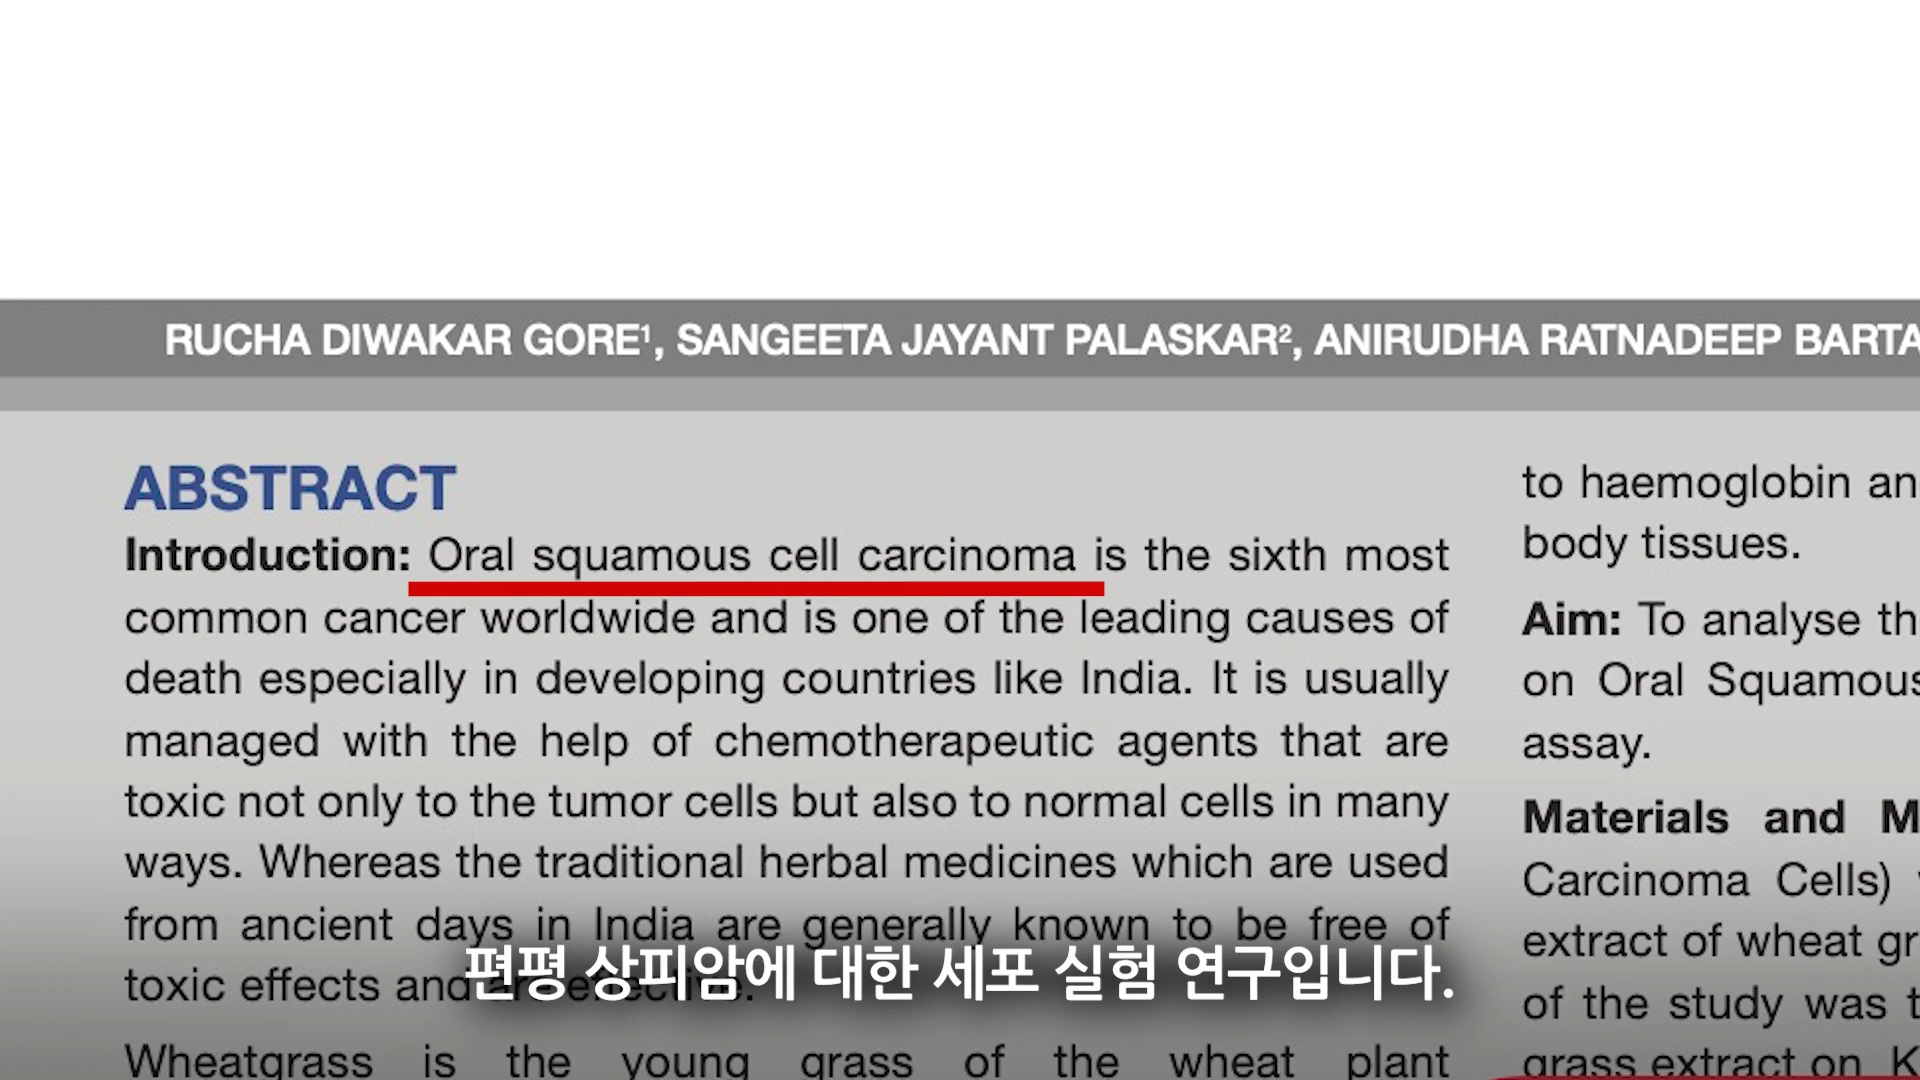 RUCHA DIWAKAR GORE¹, SANGEETA JAYANT PALASKAR², ANIRUDHA RATNADEEP BARTA
ABSTRACT
Introduction: Oral squamous cell carcinoma is the sixth most
common cancer worldwide and is one of the leading causes of
death especially in developing countries like India. It is usually
managed with the help of chemotherapeutic agents that are
toxic not only to the tumor cells but also to normal cells in many
ways. Whereas the traditional herbal medicines which are used
from ancient days in India are generally known to be free of
toxic effects and are effective.
Wheatgrass is the young grass of the wheat plant
to haemoglobin an
body tissues.
Aim: To analyse th
on Oral Squamous
assay.
Materials and M
Carcinoma Cells)
extract of wheat gr
of the study was t
grass extract on K
편평 상피암에 대한 세포 실험 연구입니다.